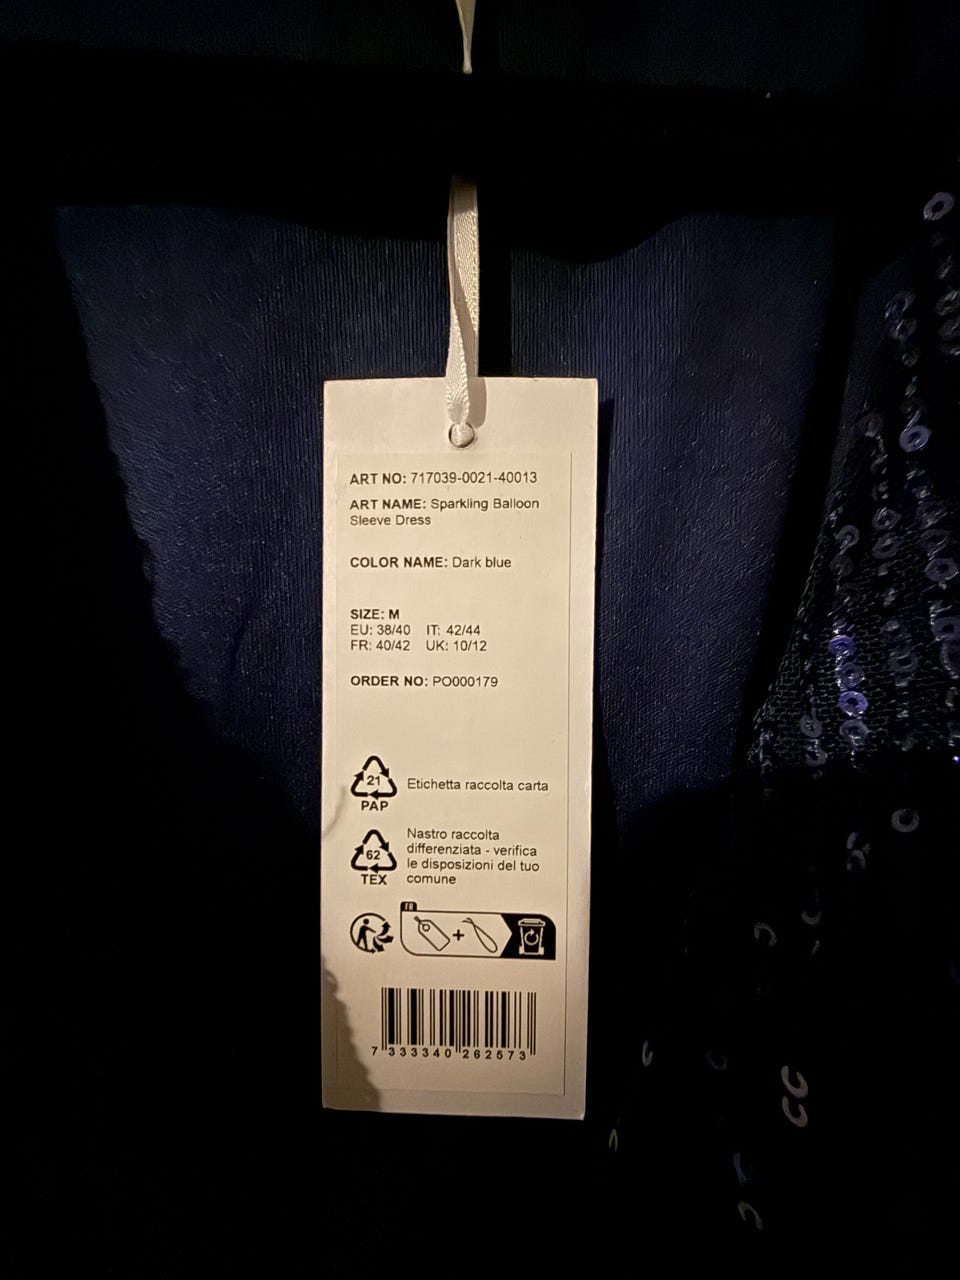 ART NO: 717039-0021-40013
ART NAME: Sparkling Balloon
Sleeve Dress
COLOR NAME: Dark blue
SIZE: M
EU: 38/40 IT: 42/44
FR: 40/42 UK: 10/12
ORDER NO: PO000179
21
PAP
Etichetta raccolta carta
62
TEX
Nastro raccolta
differenziata - verifica
le disposizioni del tuo
comune
FR
+
7 333340 262573